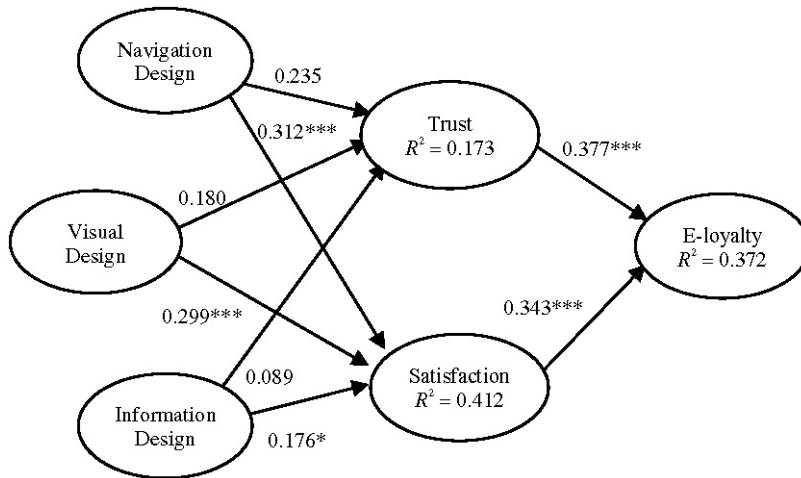 Navigation
Design
0.235
0.312***
Trust
R² = 0.173
0.377***
0.180
Visual
Design
E-loyalty
R² = 0.372
0.299***
0.343***
0.089
Satisfaction
R² = 0.412
Information
Design
0.176*